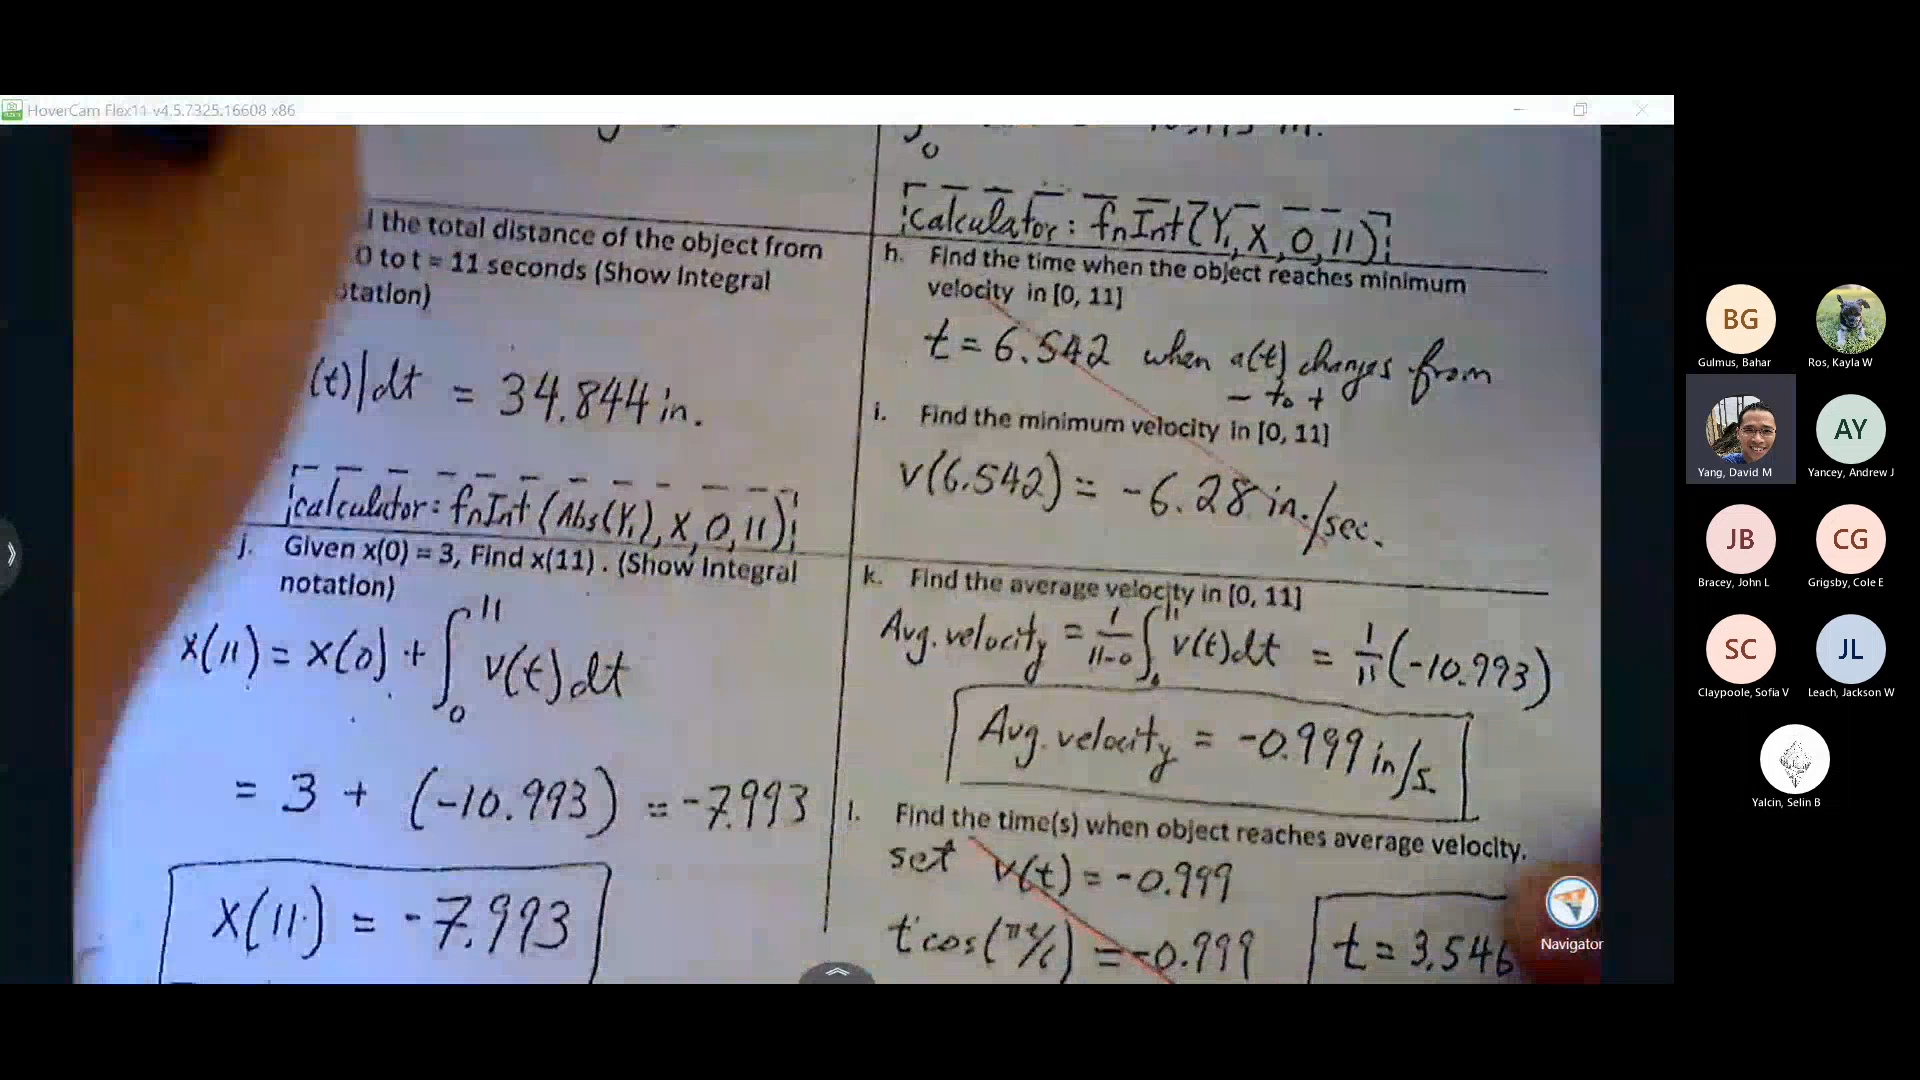 HoverCam Flex11 v4.5.7325.16608 x86
the total distance of the object from
0 to t = 11 seconds (Show Integral
notation)
(t)|dt = 34.844 in.
calculator: fnInt(Abs(Y₁), X, 0, 11)
j. Given x(0) = 3, Find x(11). (Show Integral
notation)
x(11) = x(0) + ∫₀¹¹ v(t) dt
= 3 + (-10.993) = -7.993
x(11) = -7.993
0
calculator: fnInt(Y₁, X, 0, 11)
h. Find the time when the object reaches minimum
velocity in [0, 11]
t = 6.542 when a(t) changes from
- to +
i. Find the minimum velocity in [0, 11]
v(6.542) = -6.28 in./sec.
k. Find the average velocity in [0, 11]
Avg. velocity = 1/11-0 ∫₀¹¹ v(t)dt = 1/11 (-10.993)
Avg. velocity = -0.999 in/s.
l. Find the time(s) when object reaches average velocity.
set v(t) = -0.999
= -0.999
t = 3.546
Navigator
BG
Gulmus, Bahar
Ros, Kayla W
Yang, David M
AY
Yancey, Andrew J
JB
Bracey, John L
CG
Grigsby, Cole E
SC
Claypoole, Sofia V
JL
Leach, Jackson W
Yalcin, Selin B